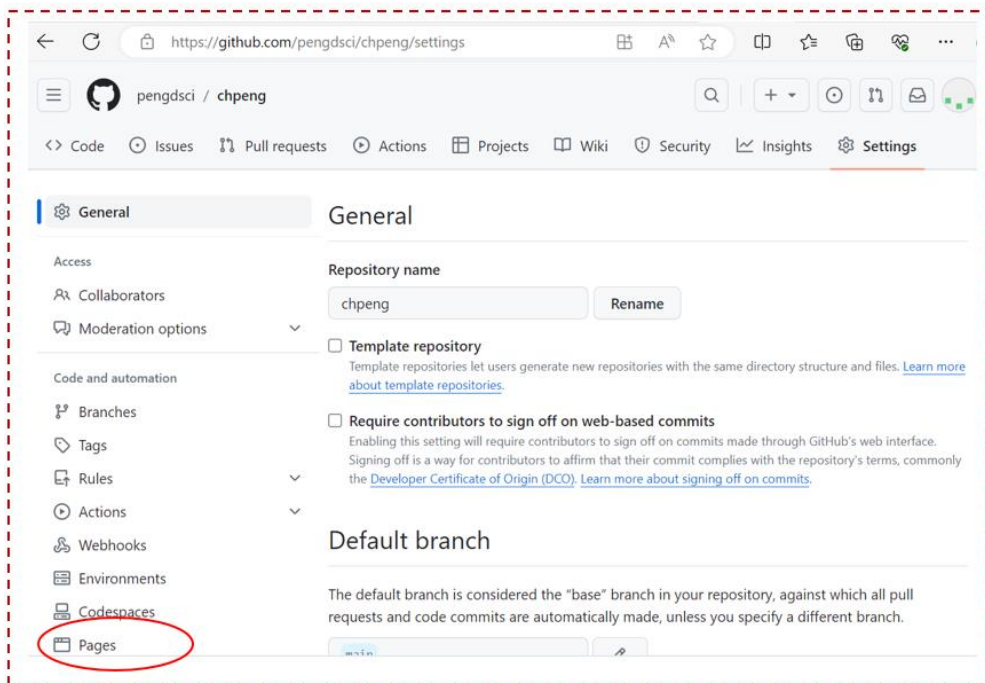 https://github.com/pengdsci/chpeng/settings
pengdsci / chpeng
Code Issues Pull requests Actions Projects Wiki Security Insights Settings
General
Access
Collaborators
Moderation options
Code and automation
Branches
Tags
Rules
Actions
Webhooks
Environments
Codespaces
Pages
General
Repository name
chpeng Rename
Template repository
Template repositories let users generate new repositories with the same directory structure and files. Learn more
about template repositories.
Require contributors to sign off on web-based commits
Enabling this setting will require contributors to sign off on commits made through GitHub's web interface.
Signing off is a way for contributors to affirm that their commit complies with the repository's terms, commonly
the Developer Certificate of Origin (DCO). Learn more about signing off on commits.
Default branch
The default branch is considered the "base" branch in your repository, against which all pull
requests and code commits are automatically made, unless you specify a different branch.
main